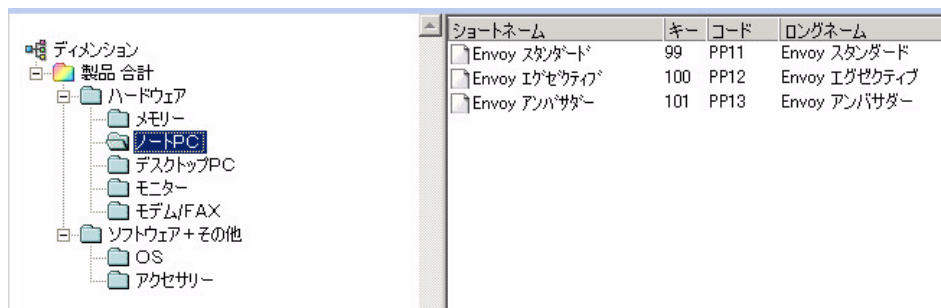 ディメンション
製品 合計
ハードウェア
メモリー
ノートPC
デスクトップPC
モニター
モデム/FAX
ソフトウェア+その他
OS
アクセサリー
ショートネーム キー コード ロングネーム
Envoy スタンダード 99 PP11 Envoy スタンダード
Envoy エグゼクティブ 100 PP12 Envoy エグゼクティブ
Envoy アンバサダー 101 PP13 Envoy アンバサダー